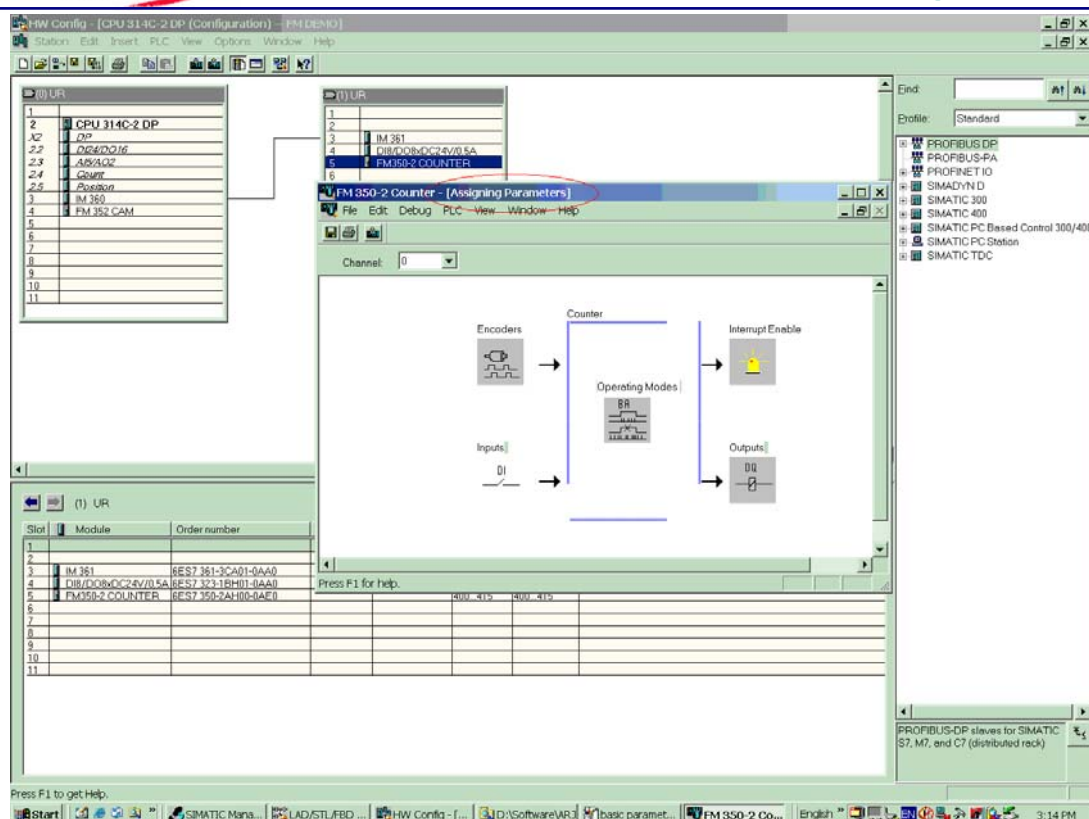 HW Config - [CPU 314C-2 DP (Configuration) -- FM DEMO]
Station Edit Insert PLC View Options Window Help
(0) UR
1
2 CPU 314C-2 DP
X2 DP
2.2 DI24/DO16
2.3 AI5/AO2
2.4 Count
2.5 Position
3 IM 360
4 FM 352 CAM
5
6
7
8
9
10
11
(1) UR
1
2
3 IM 361
4 DI8/DO8xDC24V/0.5A
5 FM350-2 COUNTER
6
Find:
Profile: Standard
PROFIBUS DP
PROFIBUS-PA
PROFINET IO
SIMADYN D
SIMATIC 300
SIMATIC 400
SIMATIC PC Based Control 300/400
SIMATIC PC Station
SIMATIC TDC
FM 350-2 Counter - [Assigning Parameters]
File Edit Debug PLC View Window Help
Channel: 0
Counter
Encoders
Interrupt Enable
Operating Modes
BA
Inputs
DI
Outputs
DQ
Press F1 for help.
(1) UR
Slot Module Order number
1
2
3 IM 361 6ES7 361-3CA01-0AA0
4 DI8/DO8xDC24V/0.5A 6ES7 323-1BH01-0AA0
5 FM350-2 COUNTER 6ES7 350-2AH00-0AE0 400...415 400...415
6
7
8
9
10
11
PROFIBUS-DP slaves for SIMATIC
S7, M7, and C7 (distributed rack)
Press F1 to get Help.
Start SIMATIC Mana... LAD/STL/FBD ... HW Config - [... D:\Software\AR3 basic paramet... FM 350-2 Co... English 3:14 PM